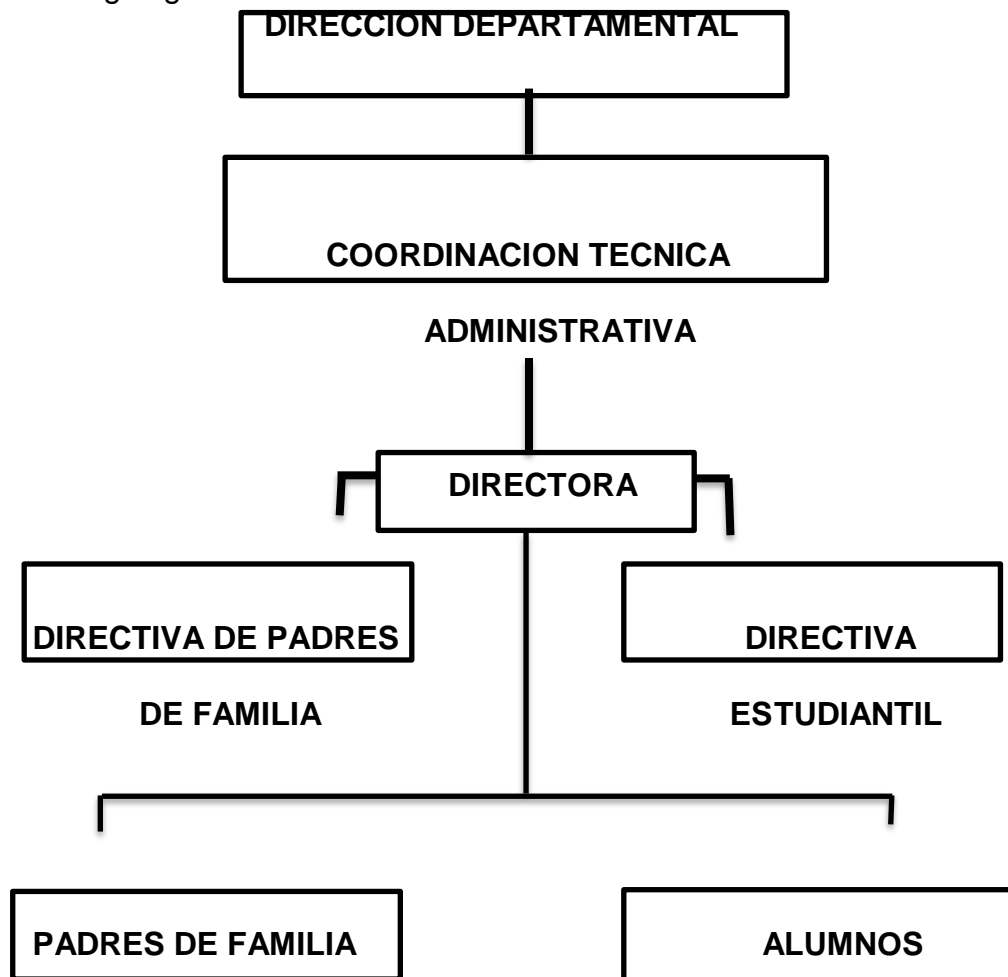 DIRECCION DEPARTAMENTAL
COORDINACION TECNICA
ADMINISTRATIVA
DIRECTORA
DIRECTIVA DE PADRES
DE FAMILIA
DIRECTIVA
ESTUDIANTIL
PADRES DE FAMILIA
ALUMNOS